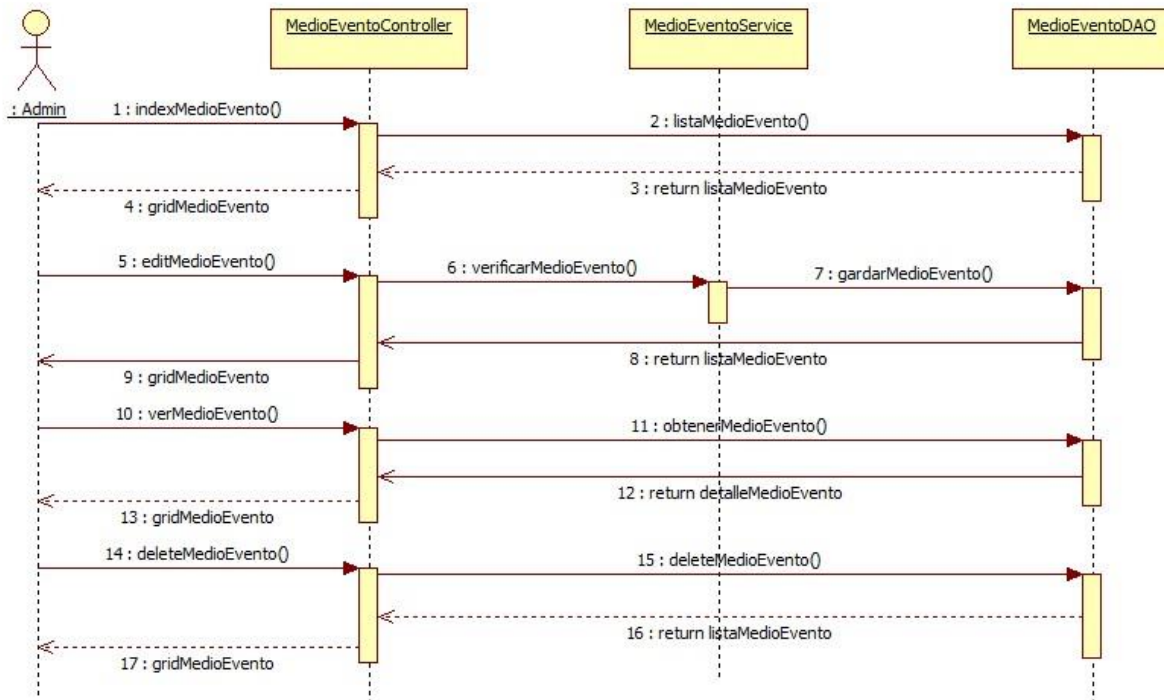 MedioEventoController
MedioEventoService
MedioEventoDAO
: Admin
1 : indexMedioEvento()
2 : listaMedioEvento()
3 : return listaMedioEvento
4 : gridMedioEvento
5 : editMedioEvento()
6 : verificarMedioEvento()
7 : gardarMedioEvento()
8 : return listaMedioEvento
9 : gridMedioEvento
10 : verMedioEvento()
11 : obtenerMedioEvento()
12 : return detalleMedioEvento
13 : gridMedioEvento
14 : deleteMedioEvento()
15 : deleteMedioEvento()
16 : return listaMedioEvento
17 : gridMedioEvento